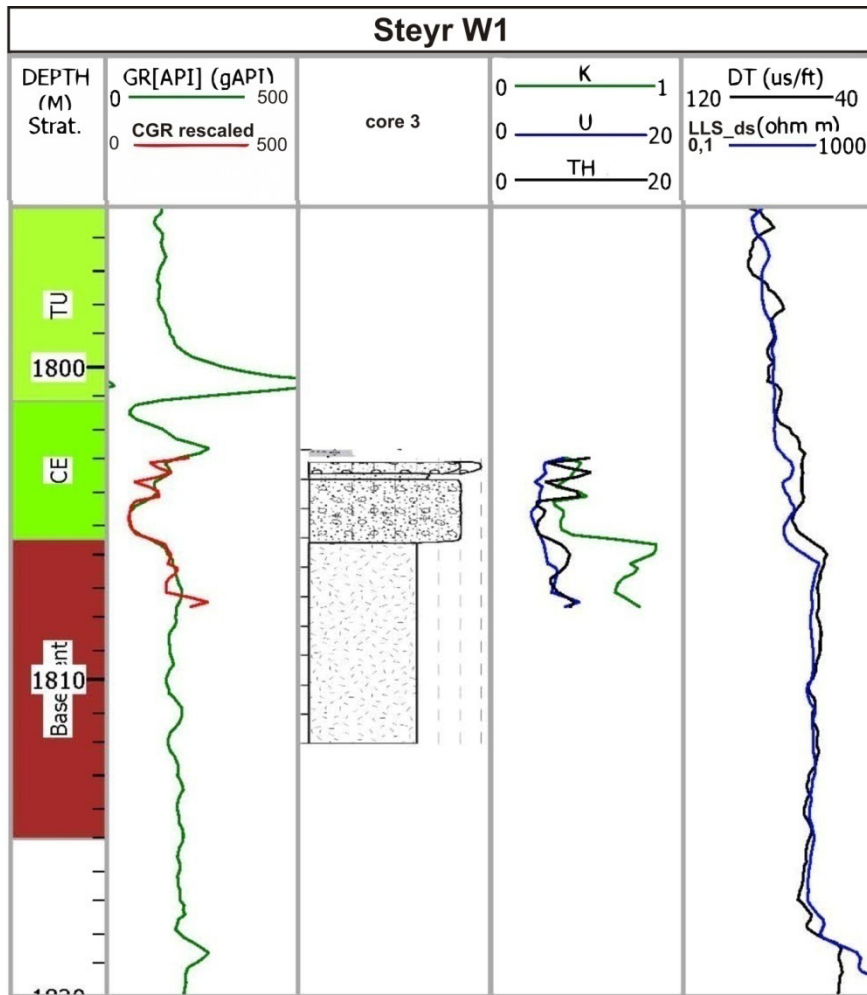 Steyr W1
DEPTH
(M)
Strat.
GR[API] (gAPI)
0 500
CGR rescaled
0 500
core 3
K
0 1
U
0 20
TH
0 20
DT (us/ft)
120 40
LLS_ds(ohm m)
0,1 1000
TU
1800
CE
1810